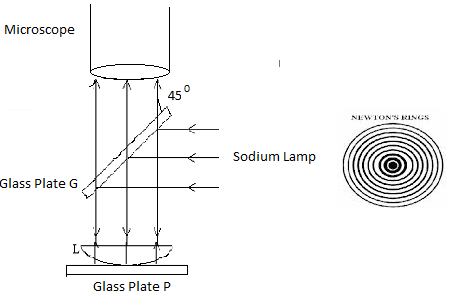 Microscope
45⁰
Sodium Lamp
NEWTON'S RINGS
Glass Plate G
L
Glass Plate P